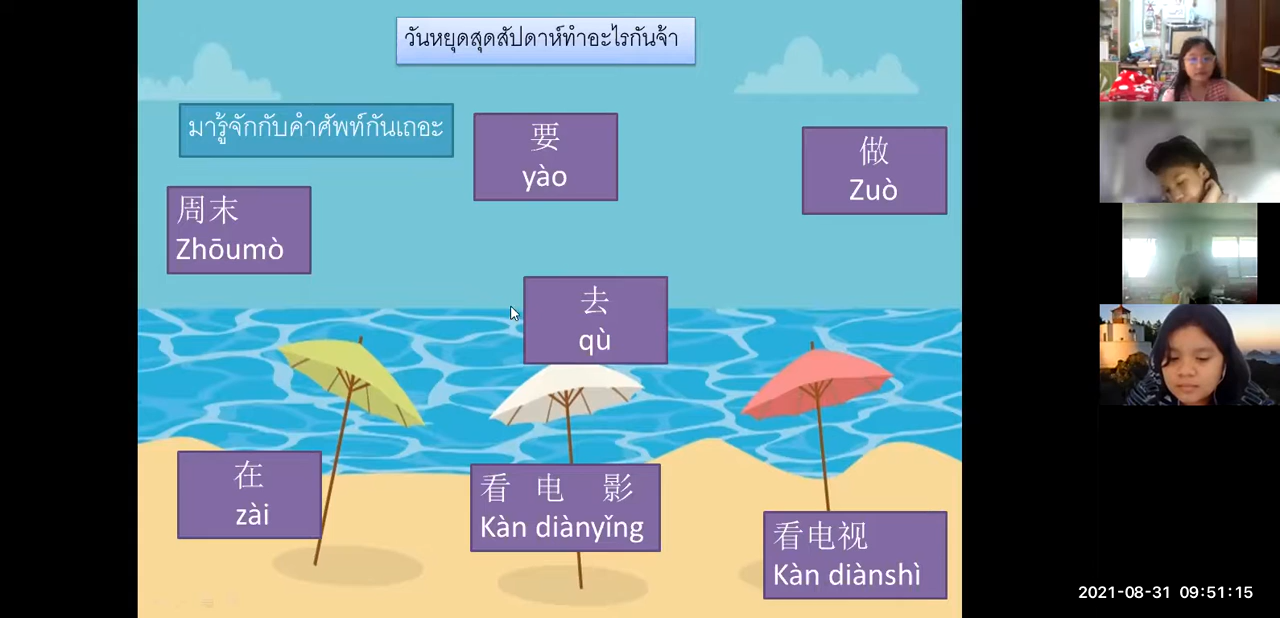 วันหยุดสุดสัปดาห์ทำอะไรกันจ้า
มารู้จักกับคำศัพท์กันเถอะ
要
yào
做
Zuò
周末
Zhōumò
去
qù
在
zài
看 电 影
Kàn diànyǐng
看电视
Kàn diànshì
2021-08-31 09:51:15